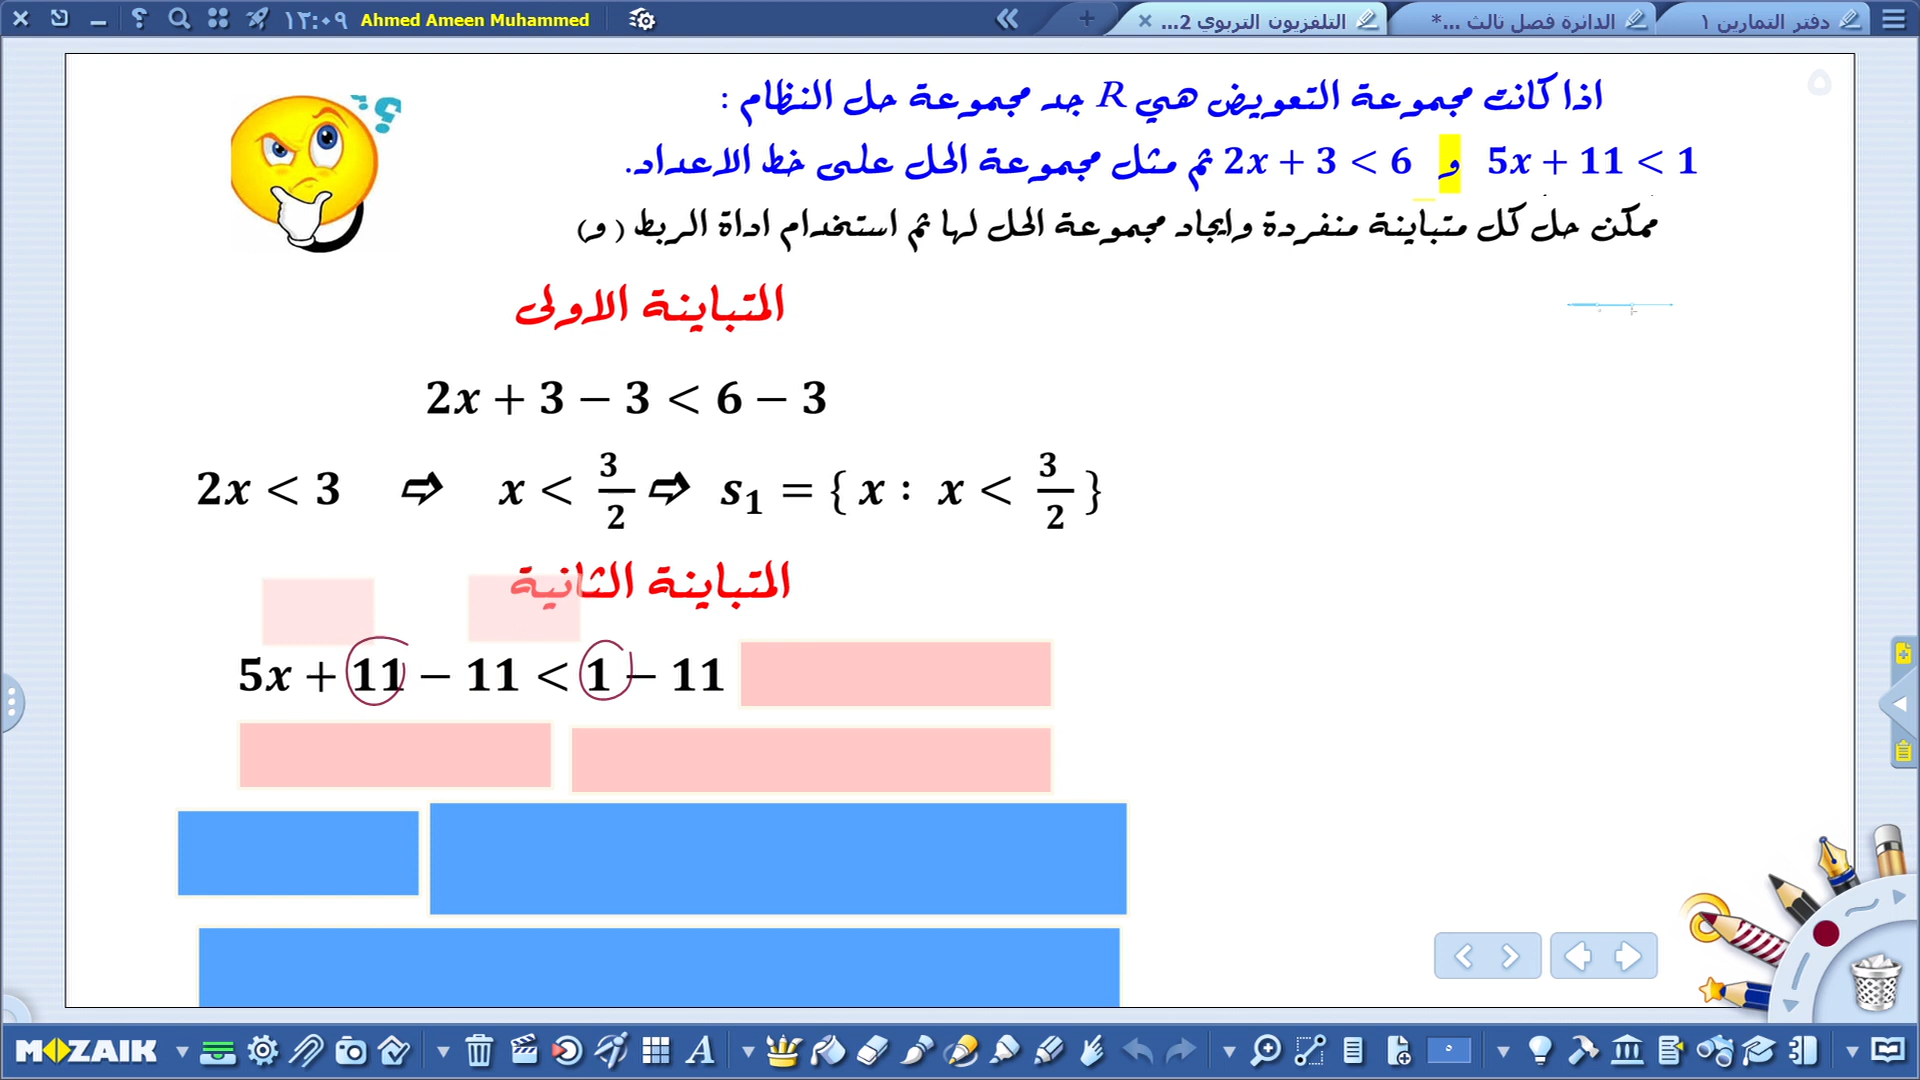 ١٣:٠٩ Ahmed Ameen Muhammed
دفتر التمارين ١
الدائرة فصل ثالث ...*
التلفزيون التربوي 2...
٥
اذا كانت مجموعة التعويض هي R جد مجموعة حل النظام :
5x + 11 < 1 و 2x + 3 < 6 ثم مثل مجموعة الحل على خط الاعداد.
ممكن حل كل متباينة منفردة وايجاد مجموعة الحل لها ثم استخدام اداة الربط (و)
المتباينة الاولى
2x + 3 − 3 < 6 − 3
2x < 3 ⇨ x < 3/2 ⇨ s₁ = { x : x < 3/2 }
المتباينة الثانية
5x + 11 − 11 < 1 − 11
MOZAIK